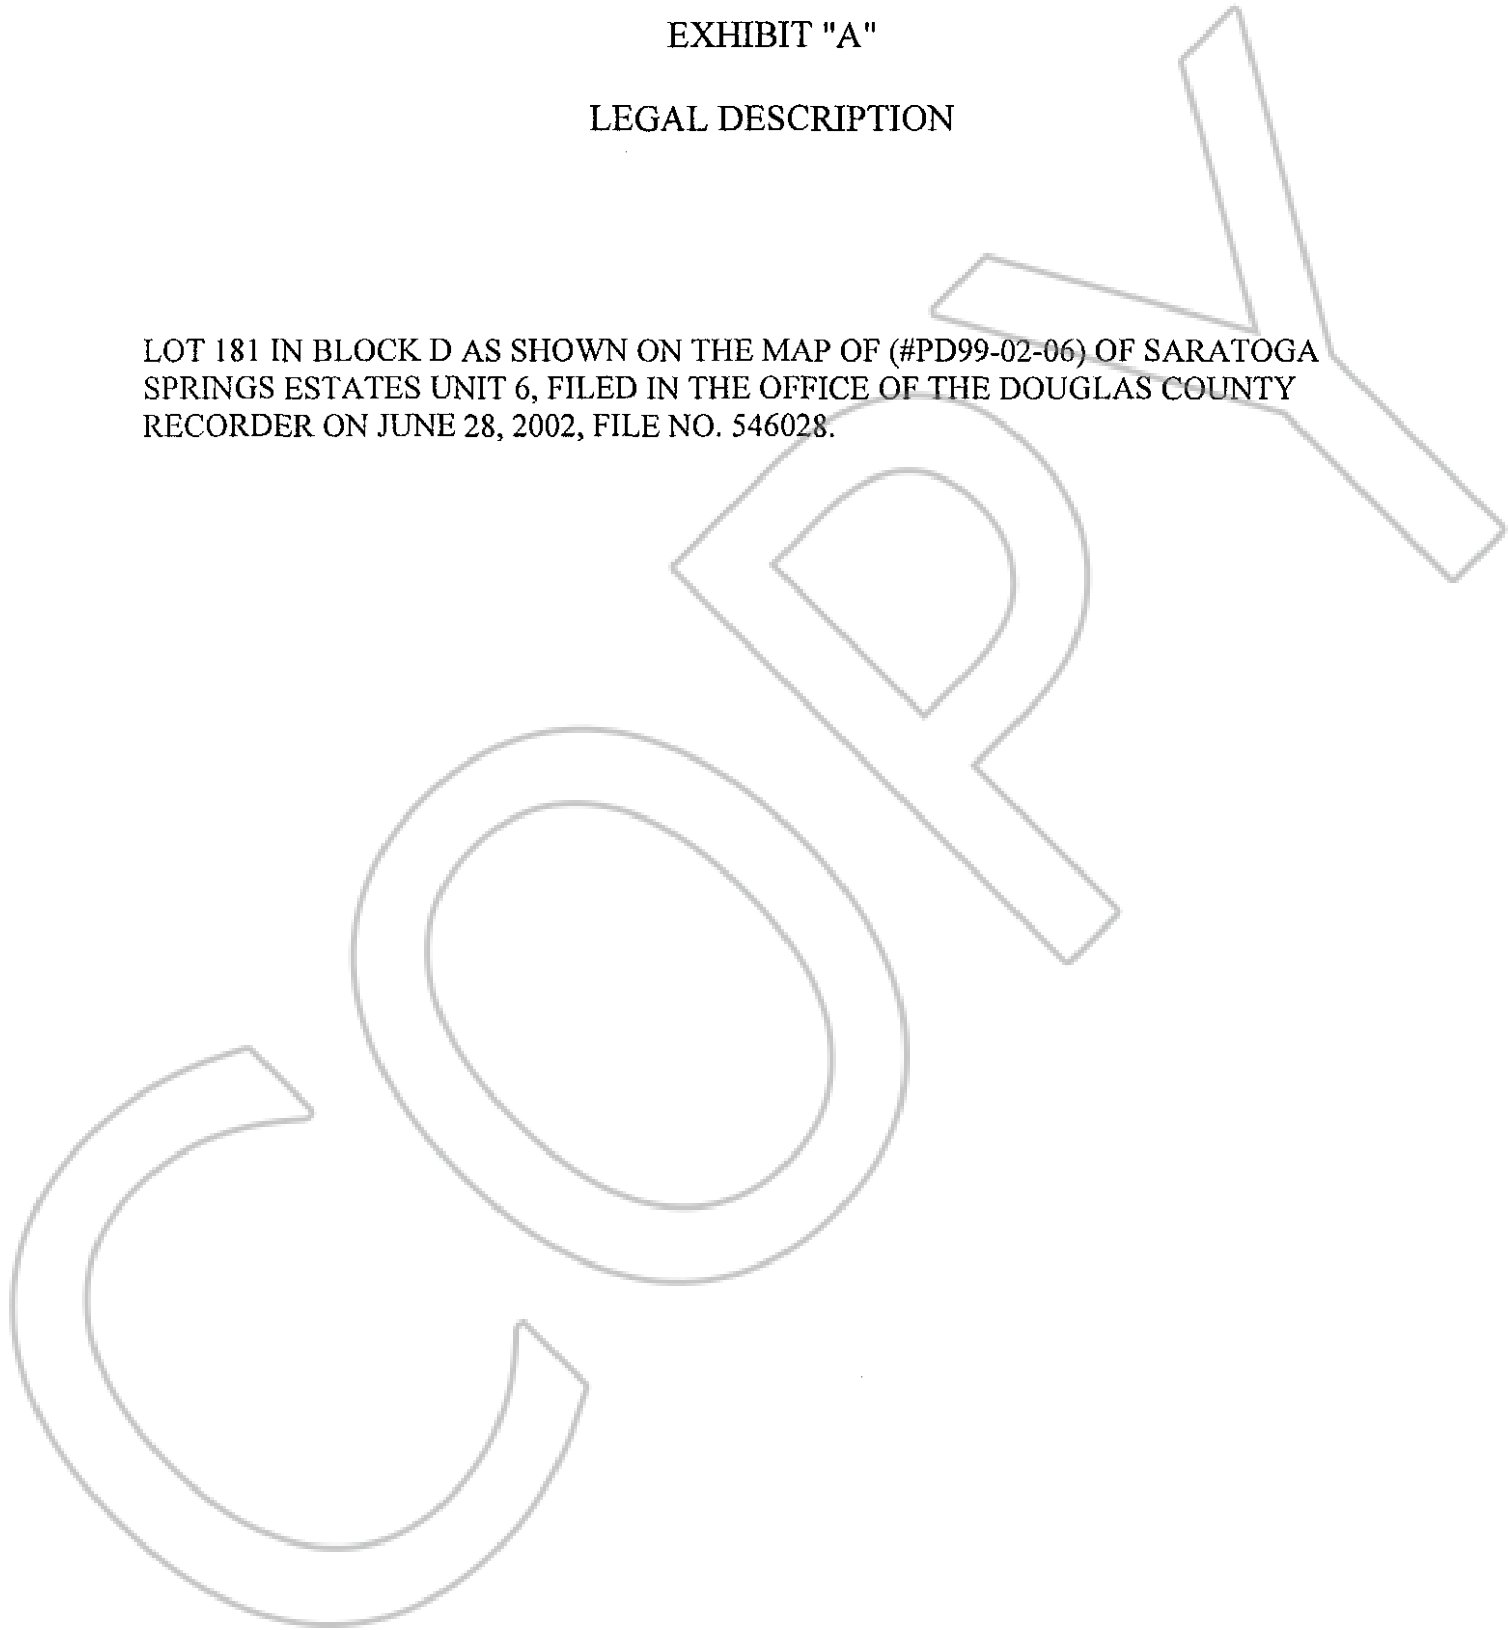 EXHIBIT "A"
LEGAL DESCRIPTION
LOT 181 IN BLOCK D AS SHOWN ON THE MAP OF (#PD99-02-06) OF SARATOGA
SPRINGS ESTATES UNIT 6, FILED IN THE OFFICE OF THE DOUGLAS COUNTY
RECORDER ON JUNE 28, 2002, FILE NO. 546028.
COPY